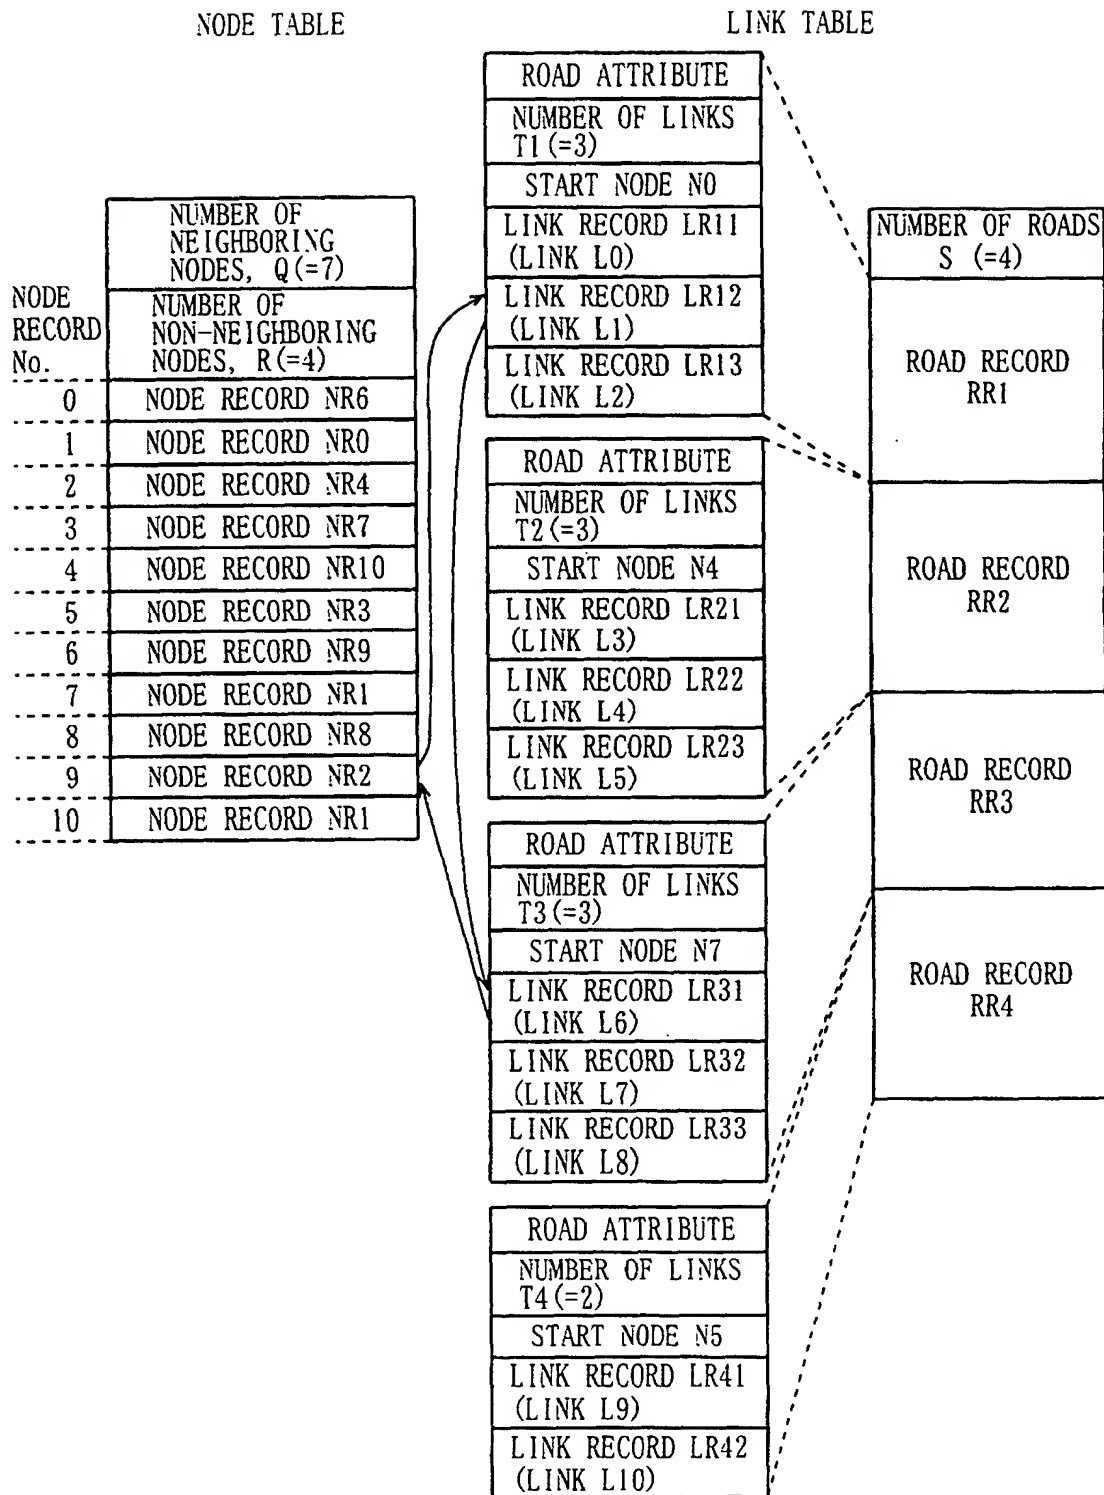 NODE TABLE
LINK TABLE
NODE
RECORD
No.
NUMBER OF
NEIGHBORING
NODES, Q(=7)
NUMBER OF
NON-NEIGHBORING
NODES, R(=4)
0 NODE RECORD NR6
1 NODE RECORD NR0
2 NODE RECORD NR4
3 NODE RECORD NR7
4 NODE RECORD NR10
5 NODE RECORD NR3
6 NODE RECORD NR9
7 NODE RECORD NR1
8 NODE RECORD NR8
9 NODE RECORD NR2
10 NODE RECORD NR1
ROAD ATTRIBUTE
NUMBER OF LINKS
T1(=3)
START NODE N0
LINK RECORD LR11
(LINK L0)
LINK RECORD LR12
(LINK L1)
LINK RECORD LR13
(LINK L2)
ROAD ATTRIBUTE
NUMBER OF LINKS
T2(=3)
START NODE N4
LINK RECORD LR21
(LINK L3)
LINK RECORD LR22
(LINK L4)
LINK RECORD LR23
(LINK L5)
ROAD ATTRIBUTE
NUMBER OF LINKS
T3(=3)
START NODE N7
LINK RECORD LR31
(LINK L6)
LINK RECORD LR32
(LINK L7)
LINK RECORD LR33
(LINK L8)
ROAD ATTRIBUTE
NUMBER OF LINKS
T4(=2)
START NODE N5
LINK RECORD LR41
(LINK L9)
LINK RECORD LR42
(LINK L10)
NUMBER OF ROADS
S (=4)
ROAD RECORD
RR1
ROAD RECORD
RR2
ROAD RECORD
RR3
ROAD RECORD
RR4